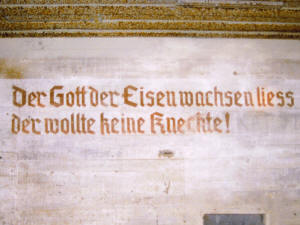 Der Gott der Eisen wachsen liess
der wollte keine Knechte!